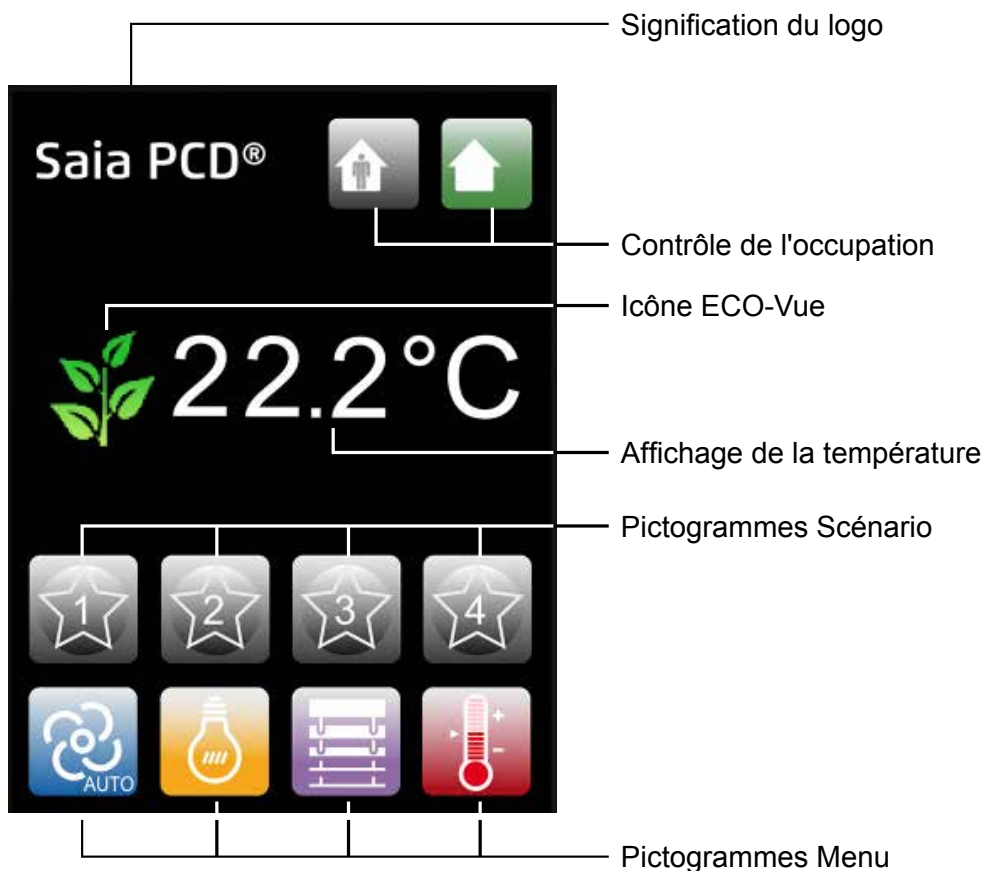 Signification du logo
Saia PCD®
Contrôle de l'occupation
Icône ECO-Vue
22.2°C
Affichage de la température
Pictogrammes Scénario
1 2 3 4
AUTO
+
-
Pictogrammes Menu